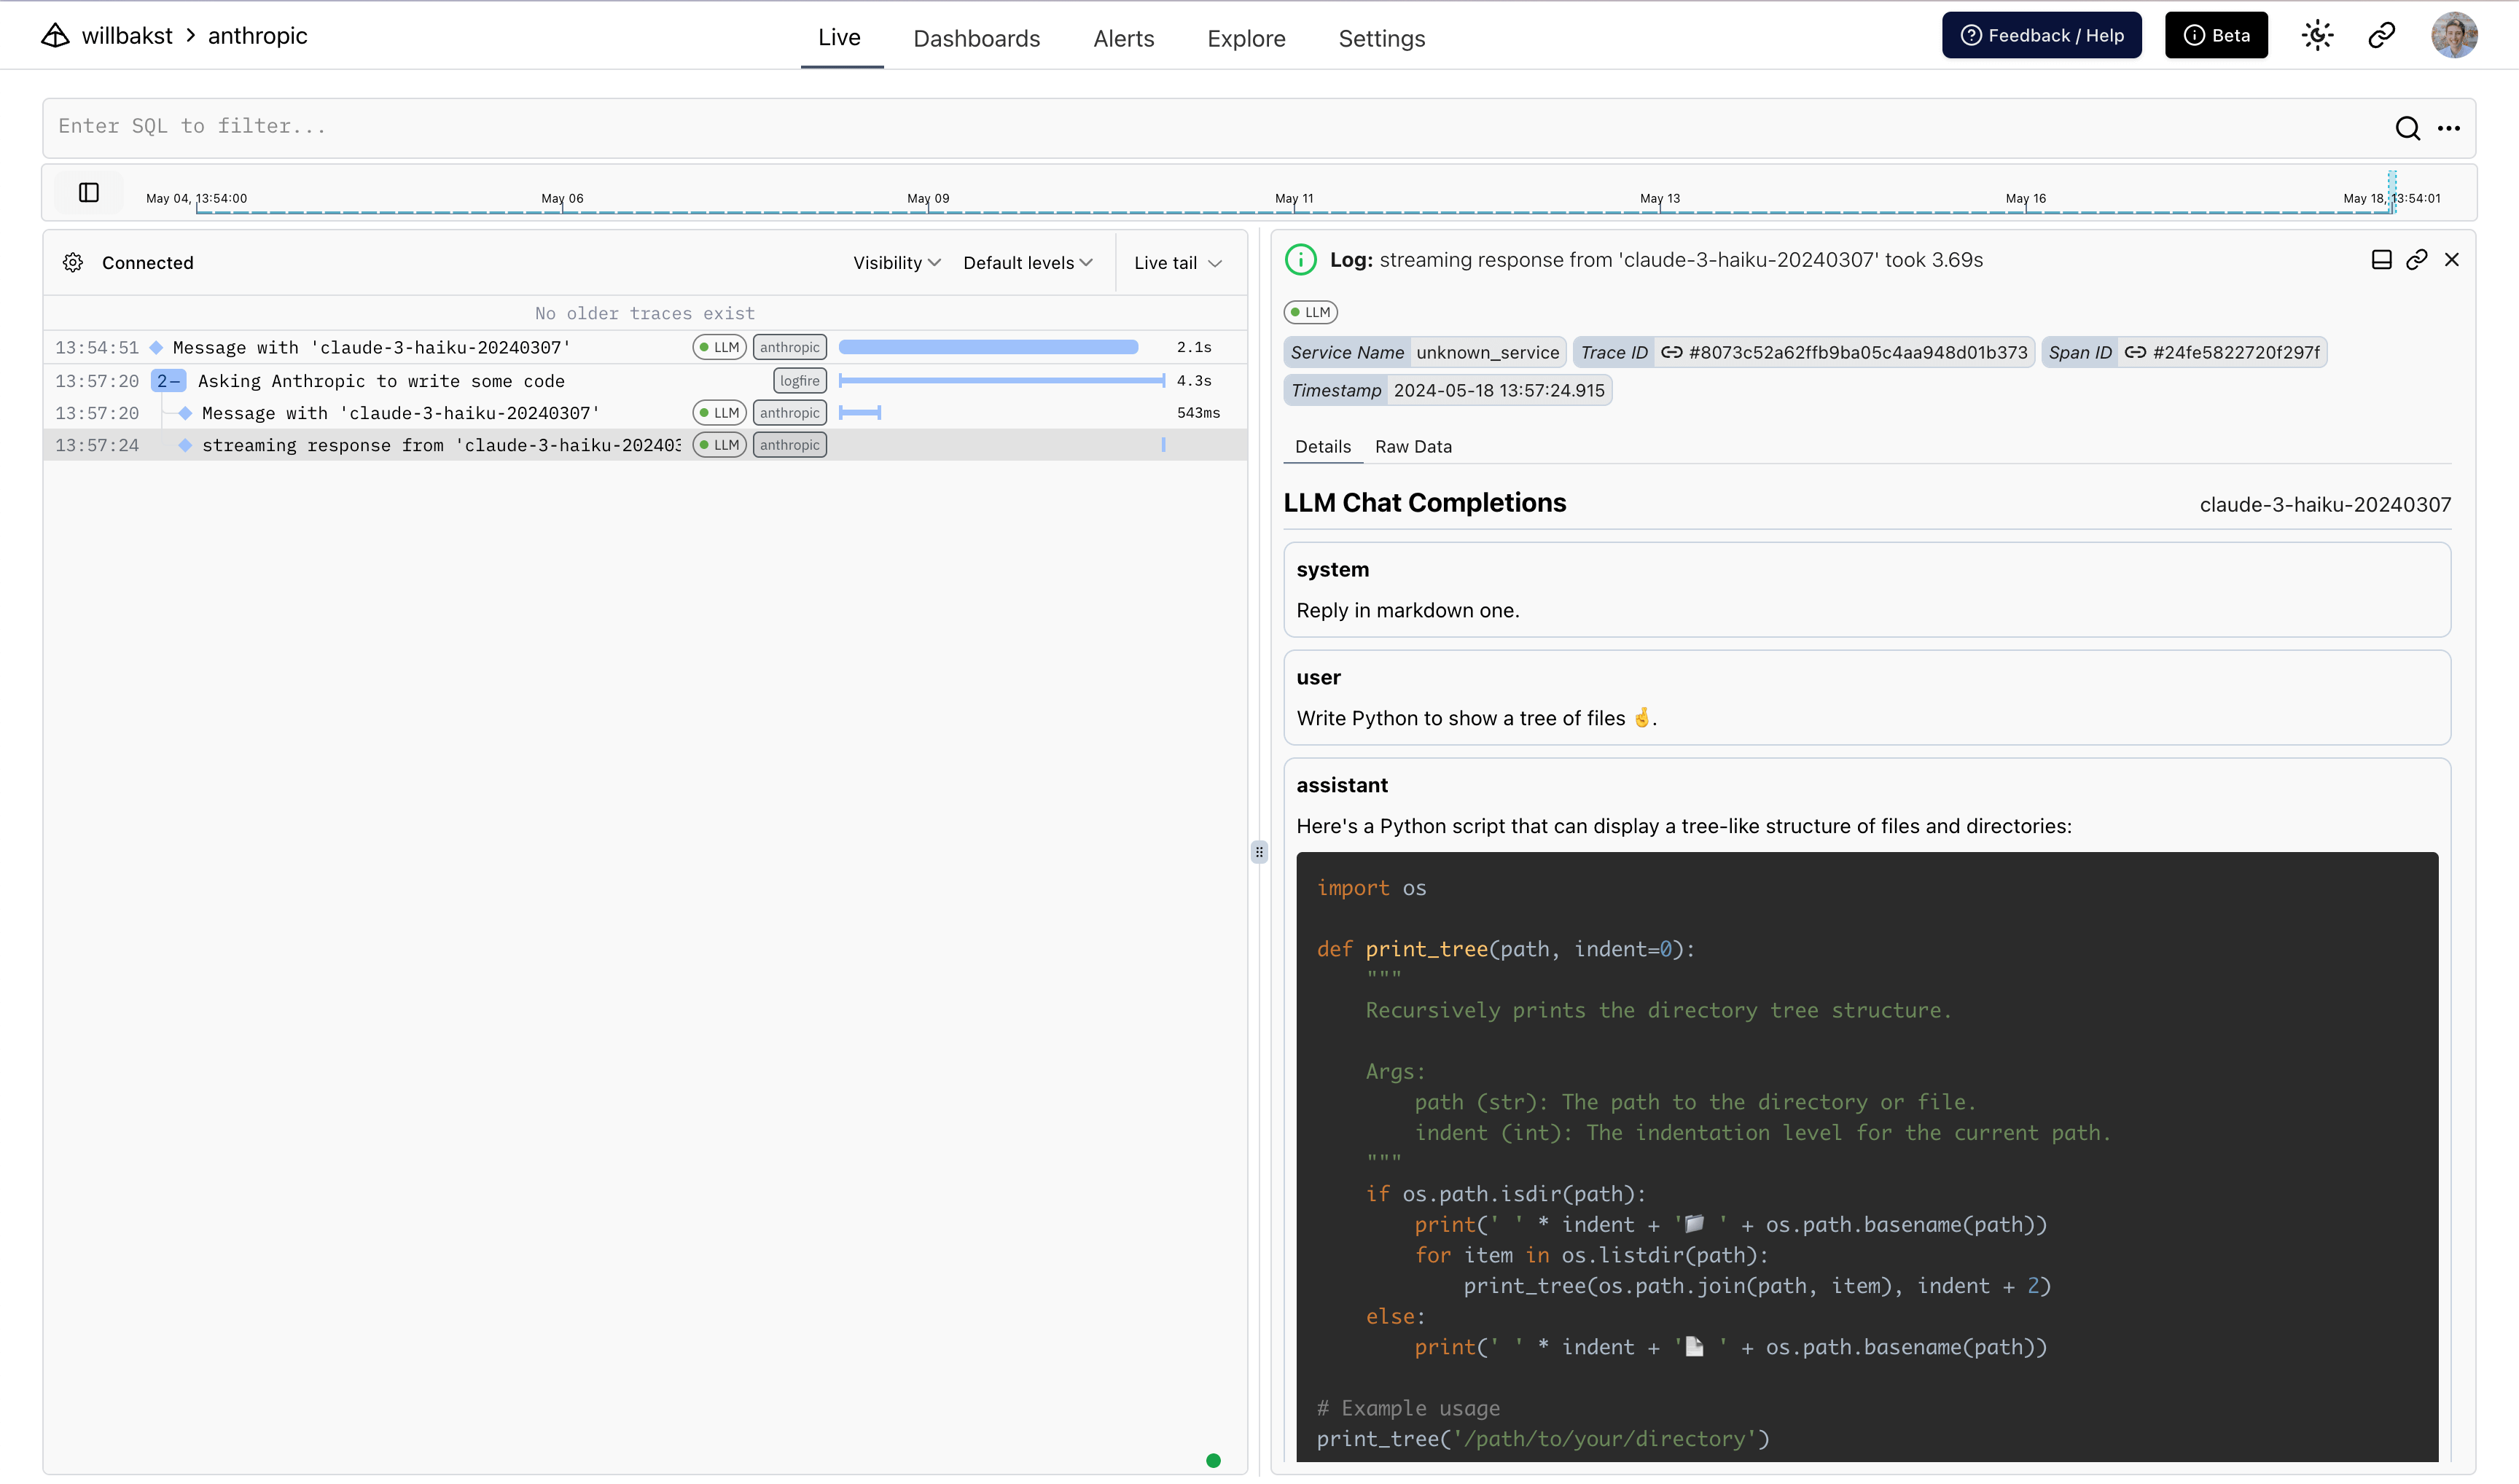 willbakst > anthropic
Live Dashboards Alerts Explore Settings
Feedback / Help
Beta
Enter SQL to filter...
May 04, 13:54:00 May 06 May 09 May 11 May 13 May 16 May 18, 13:54:01
Connected Visibility Default levels Live tail
No older traces exist
13:54:51 Message with 'claude-3-haiku-20240307' LLM anthropic 2.1s
13:57:20 2– Asking Anthropic to write some code logfire 4.3s
13:57:20 Message with 'claude-3-haiku-20240307' LLM anthropic 543ms
13:57:24 streaming response from 'claude-3-haiku-202403 LLM anthropic
Log: streaming response from 'claude-3-haiku-20240307' took 3.69s
LLM
Service Name unknown_service Trace ID #8073c52a62ffb9ba05c4aa948d01b373 Span ID #24fe5822720f297f
Timestamp 2024-05-18 13:57:24.915
Details Raw Data
LLM Chat Completions claude-3-haiku-20240307
system
Reply in markdown one.
user
Write Python to show a tree of files 🤞.
assistant
Here's a Python script that can display a tree-like structure of files and directories:
import os
def print_tree(path, indent=0):
"""
Recursively prints the directory tree structure.
Args:
path (str): The path to the directory or file.
indent (int): The indentation level for the current path.
"""
if os.path.isdir(path):
print(' ' * indent + '📁 ' + os.path.basename(path))
for item in os.listdir(path):
print_tree(os.path.join(path, item), indent + 2)
else:
print(' ' * indent + '📄 ' + os.path.basename(path))
# Example usage
print_tree('/path/to/your/directory')